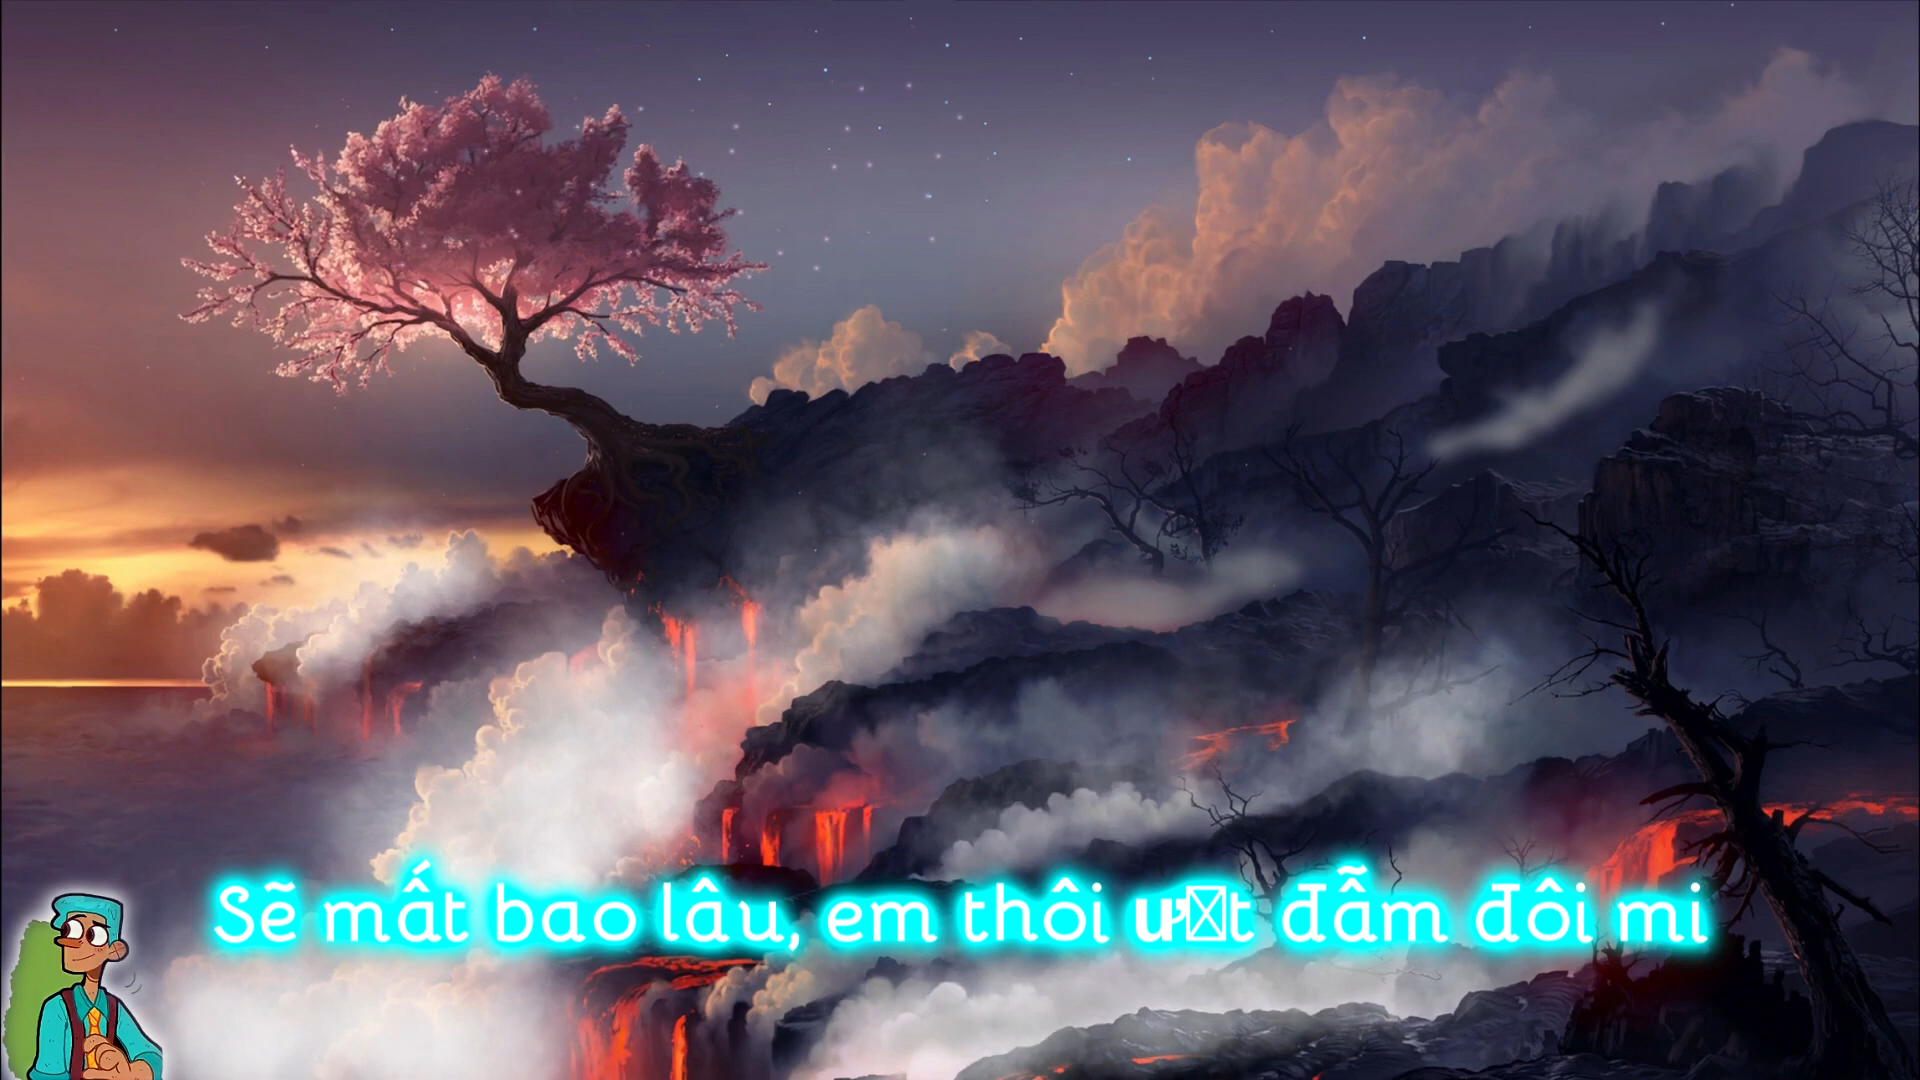 Sẽ mất bao lâu, em thôi ư☒t đẫm đôi mi